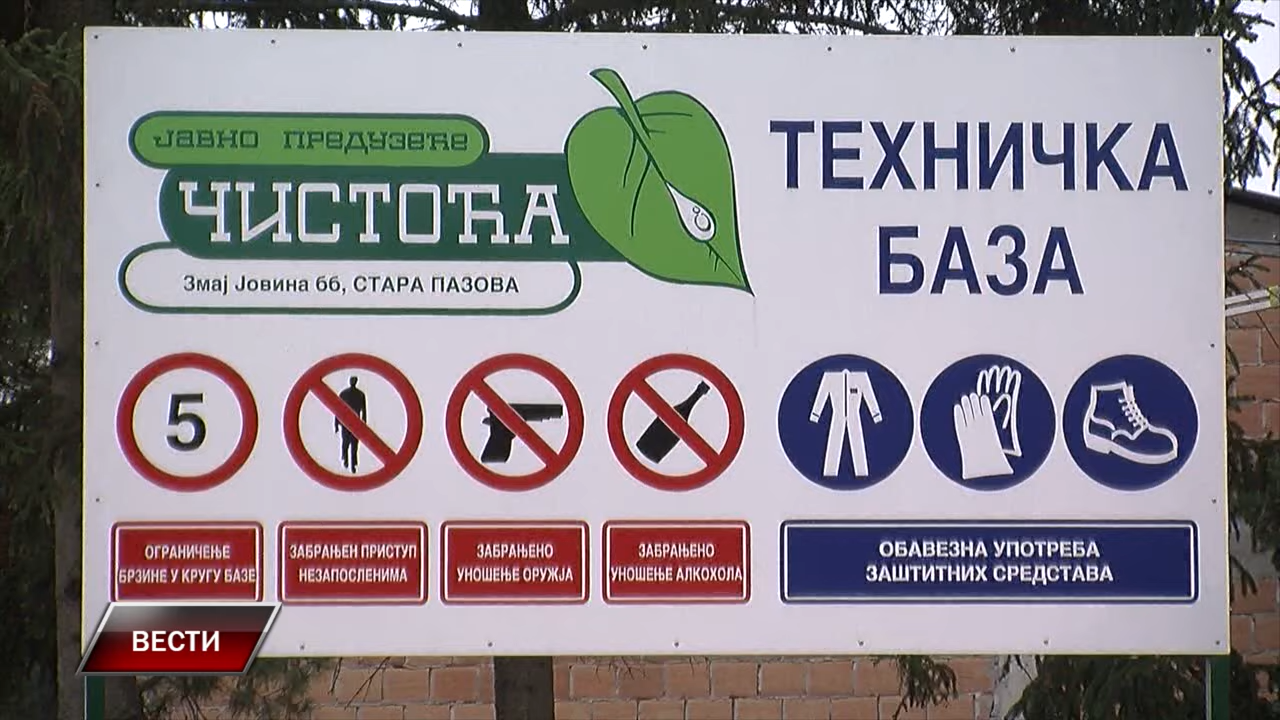 ЈАВНО ПРЕДУЗЕЋЕ
ЧИСТОЋА
Змај Јовина бб, СТАРА ПАЗОВА
ТЕХНИЧКА
БАЗА
5
ОГРАНИЧЕЊЕ
БРЗИНЕ У КРУГУ БАЗЕ
ЗАБРАЊЕН ПРИСТУП
НЕЗАПОСЛЕНИМА
ЗАБРАЊЕНО
УНОШЕЊЕ ОРУЖЈА
ЗАБРАЊЕНО
УНОШЕЊЕ АЛКОХОЛА
ОБАВЕЗНА УПОТРЕБА
ЗАШТИТНИХ СРЕДСТАВА
ВЕСТИ